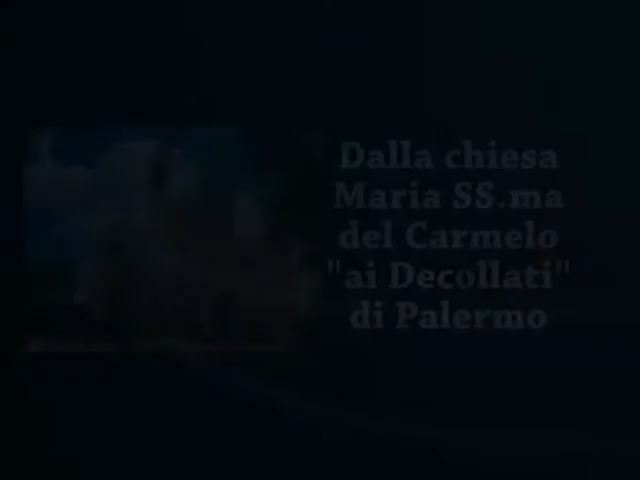 Dalla chiesa
Maria SS.ma
del Carmelo
"ai Decollati"
di Palermo